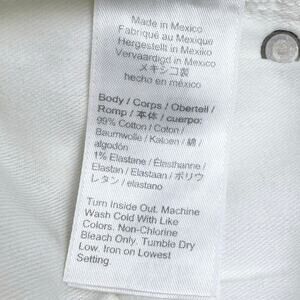 Made in Mexico
Fabriqué au Mexique
Hergestellt in Mexiko
Vervaardigd in Mexico
メキシコ製
hecho en méxico
Body / Corps / Oberteil /
Romp / 本体 / cuerpo:
99% Cotton / Coton /
Baumwolle / Katoen / 綿 /
algodón
1% Elastane / Élasthanne /
Elastan / Elastaan / ポリウ
レタン / elastano
Turn Inside Out. Machine
Wash Cold With Like
Colors. Non-Chlorine
Bleach Only. Tumble Dry
Low. Iron on Lowest
Setting